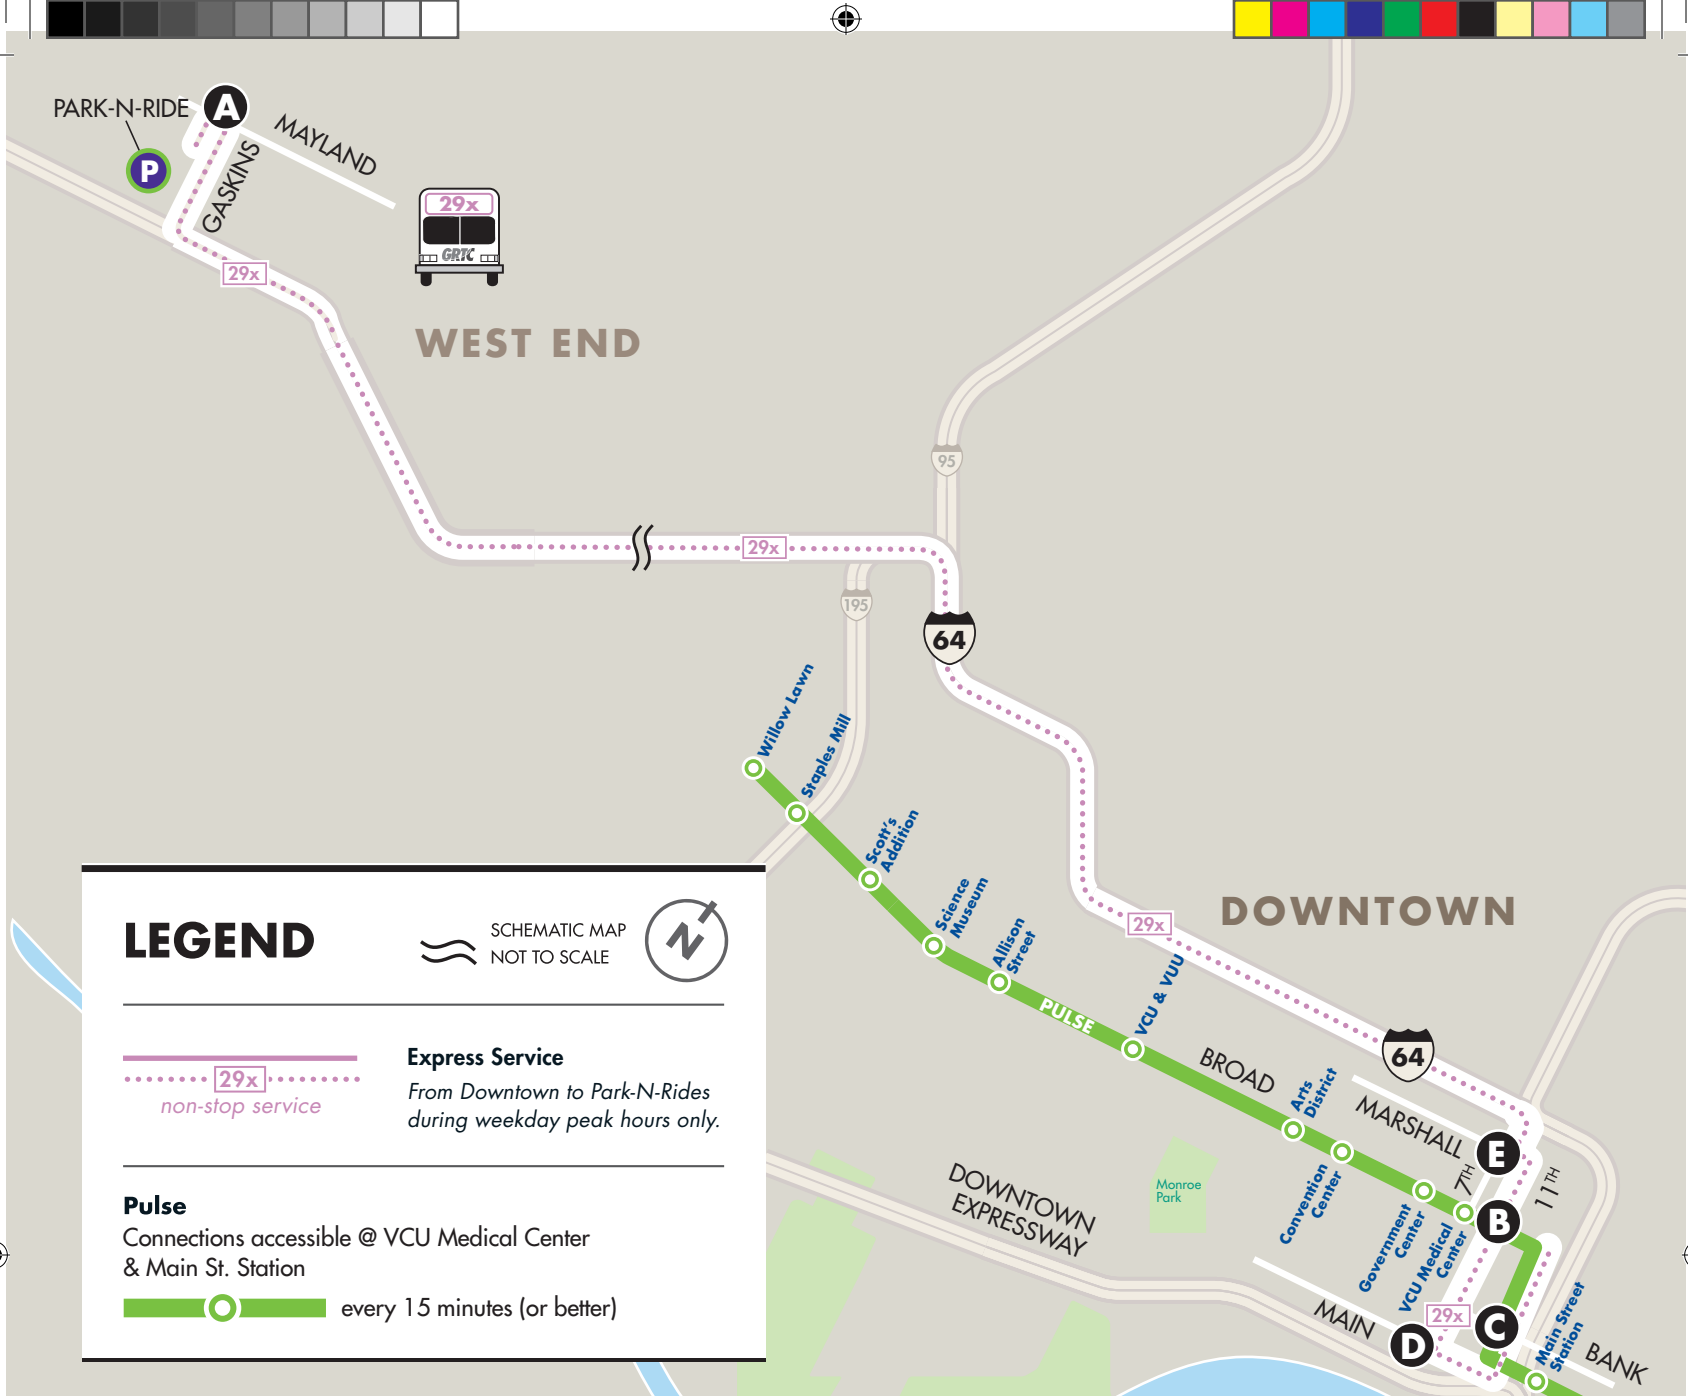 PARK-N-RIDE
A
MAYLAND
P
GASKINS
29x
GRTC
29x
WEST END
95
29x
195
64
Willow Lawn
Staples Mill
Scott's
Addition
Science
Museum
Allison
Street
PULSE
VCU & VUU
29x
DOWNTOWN
BROAD
64
Arts
District
MARSHALL
E
7TH
11TH
Convention
Center
B
Government
Center
VCU Medical
Center
Monroe
Park
DOWNTOWN
EXPRESSWAY
MAIN
29x
C
D
Main Street
Station
BANK
LEGEND
SCHEMATIC MAP
NOT TO SCALE
N
29x
non-stop service
Express Service
From Downtown to Park-N-Rides
during weekday peak hours only.
Pulse
Connections accessible @ VCU Medical Center
& Main St. Station
every 15 minutes (or better)